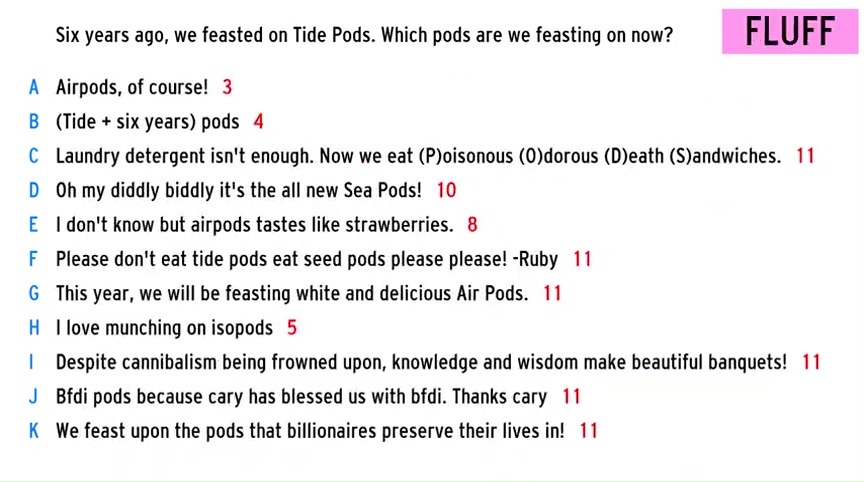 Six years ago, we feasted on Tide Pods. Which pods are we feasting on now?
FLUFF
A Airpods, of course! 3
B (Tide + six years) pods 4
C Laundry detergent isn't enough. Now we eat (P)oisonous (O)dorous (D)eath (S)andwiches. 11
D Oh my diddly biddly it's the all new Sea Pods! 10
E I don't know but airpods tastes like strawberries. 8
F Please don't eat tide pods eat seed pods please please! -Ruby 11
G This year, we will be feasting white and delicious Air Pods. 11
H I love munching on isopods 5
I Despite cannibalism being frowned upon, knowledge and wisdom make beautiful banquets! 11
J Bfdi pods because cary has blessed us with bfdi. Thanks cary 11
K We feast upon the pods that billionaires preserve their lives in! 11